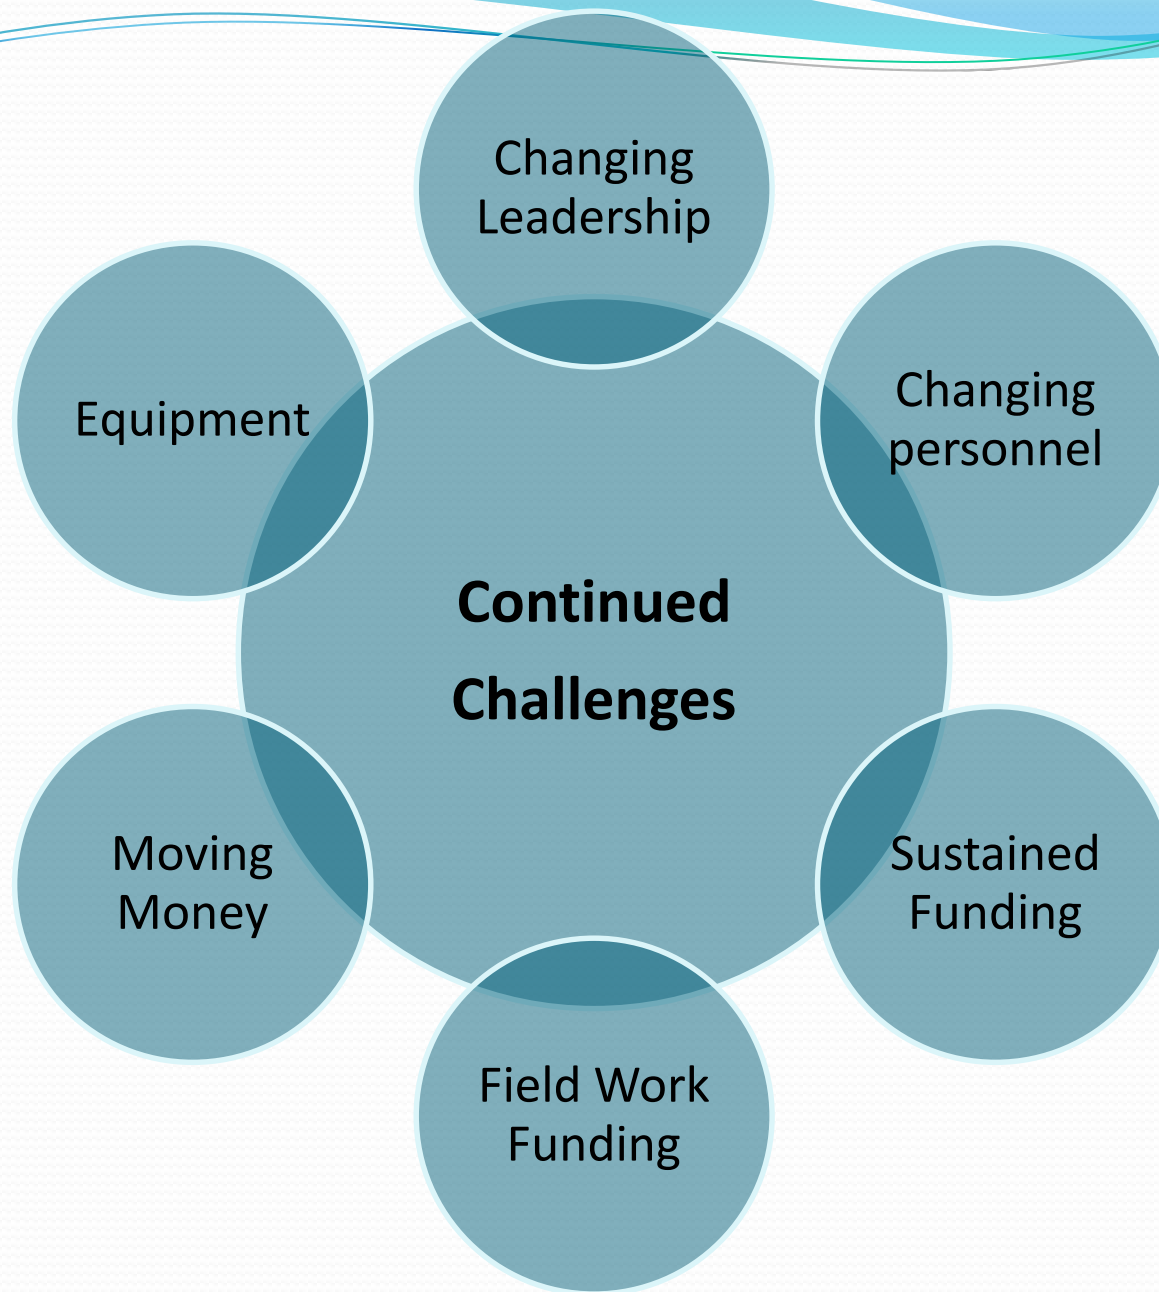 Changing
Leadership
Equipment
Changing
personnel
Continued
Challenges
Moving
Money
Sustained
Funding
Field Work
Funding